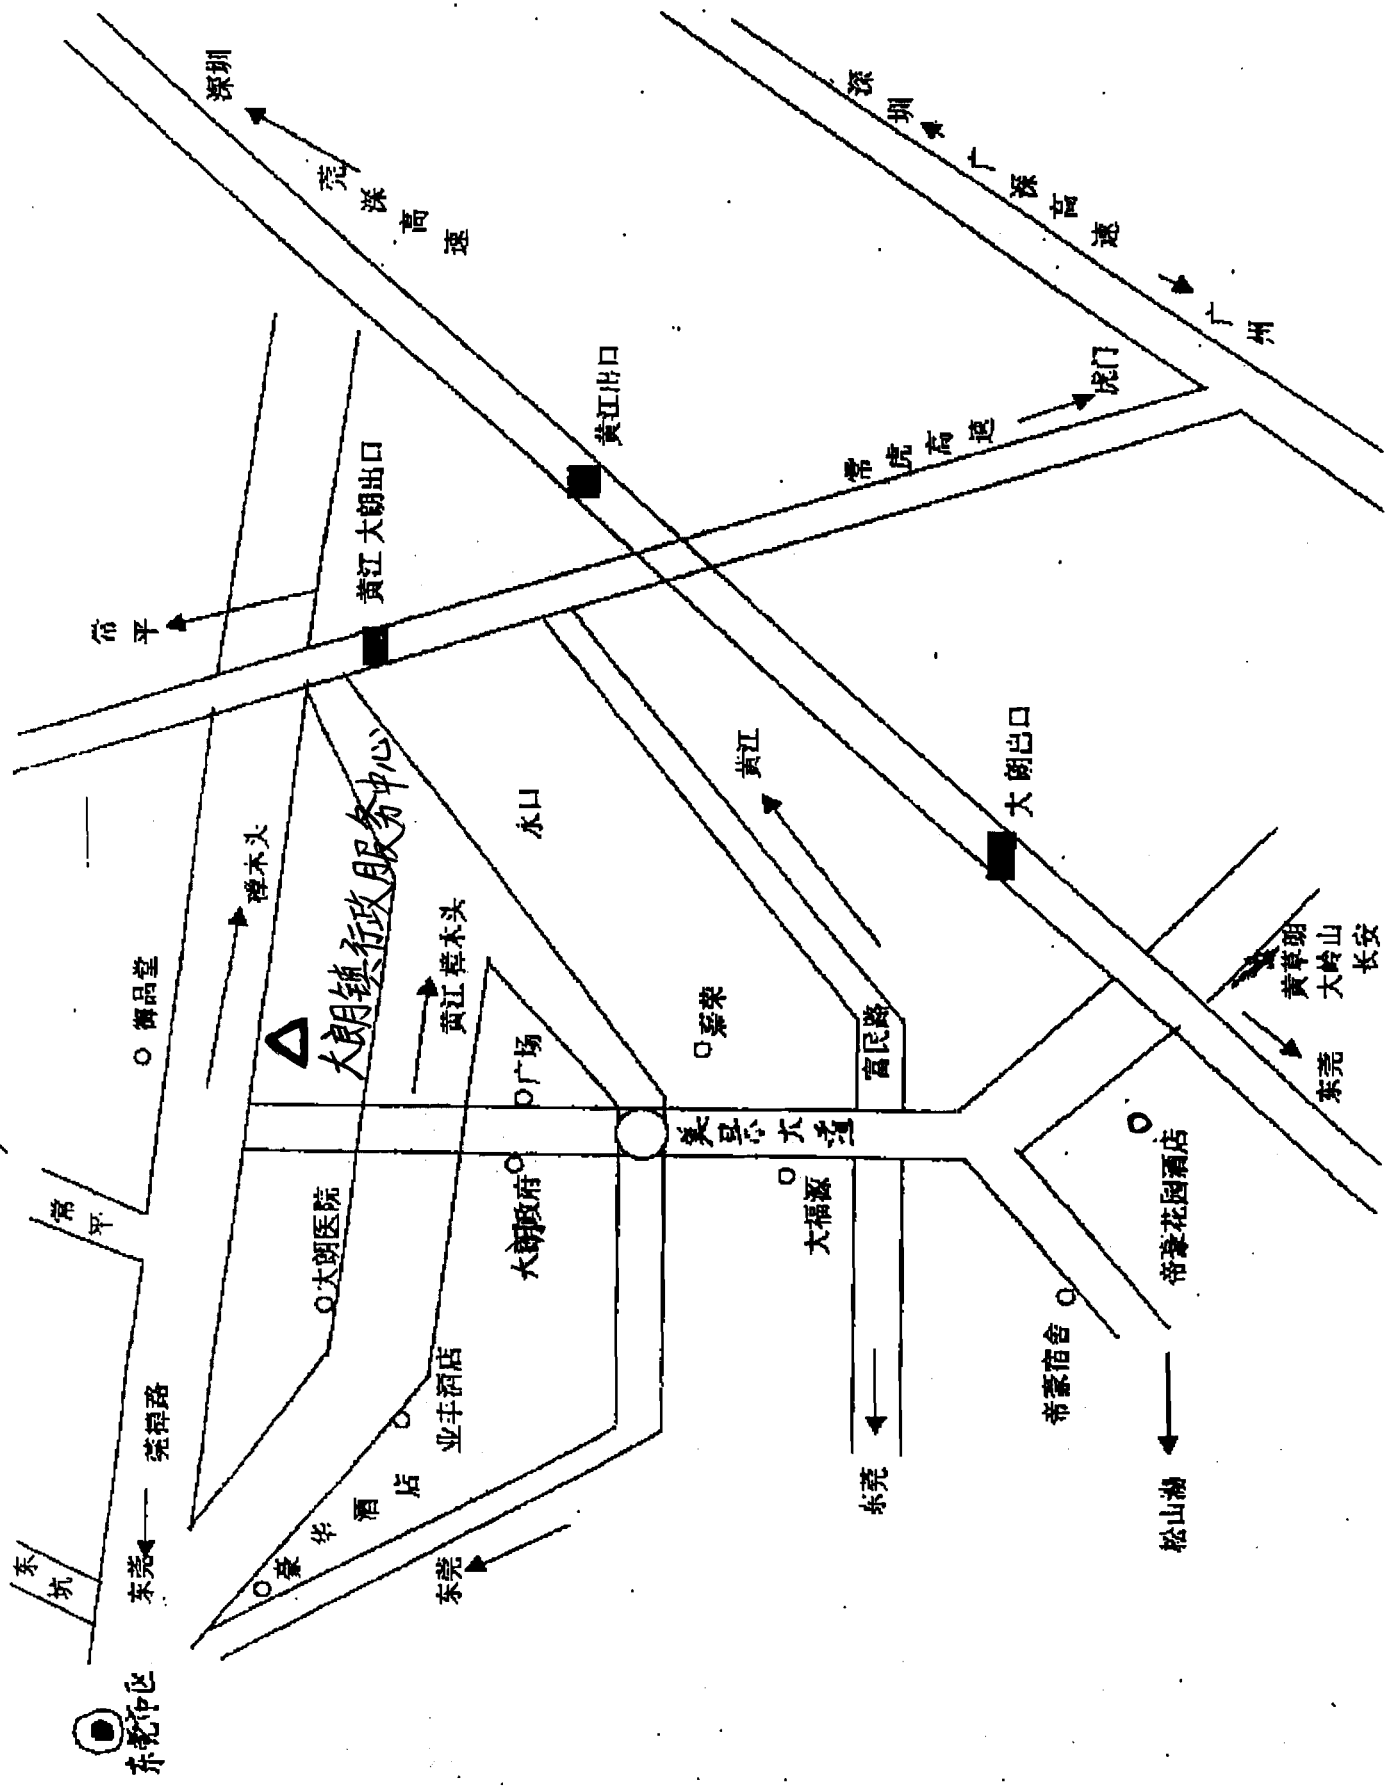 东莞市区
东坑
东莞
莞樟路
常平
御品堂
樟木头
常平
大朗镇行政服务中心
大朗医院
豪华酒店
业丰酒店
东莞
黄江 樟木头
黄江 大朗出口
莞深高速
深圳
大朗政府
广场
水口
黄江出口
嘉荣
大道
大福源
富民路
黄江
东莞
常虎高速
虎门
深圳
广深高速
广州
大朗出口
帝豪宿舍
帝豪花园酒店
松山湖
黄草朗
大岭山
长安
东莞